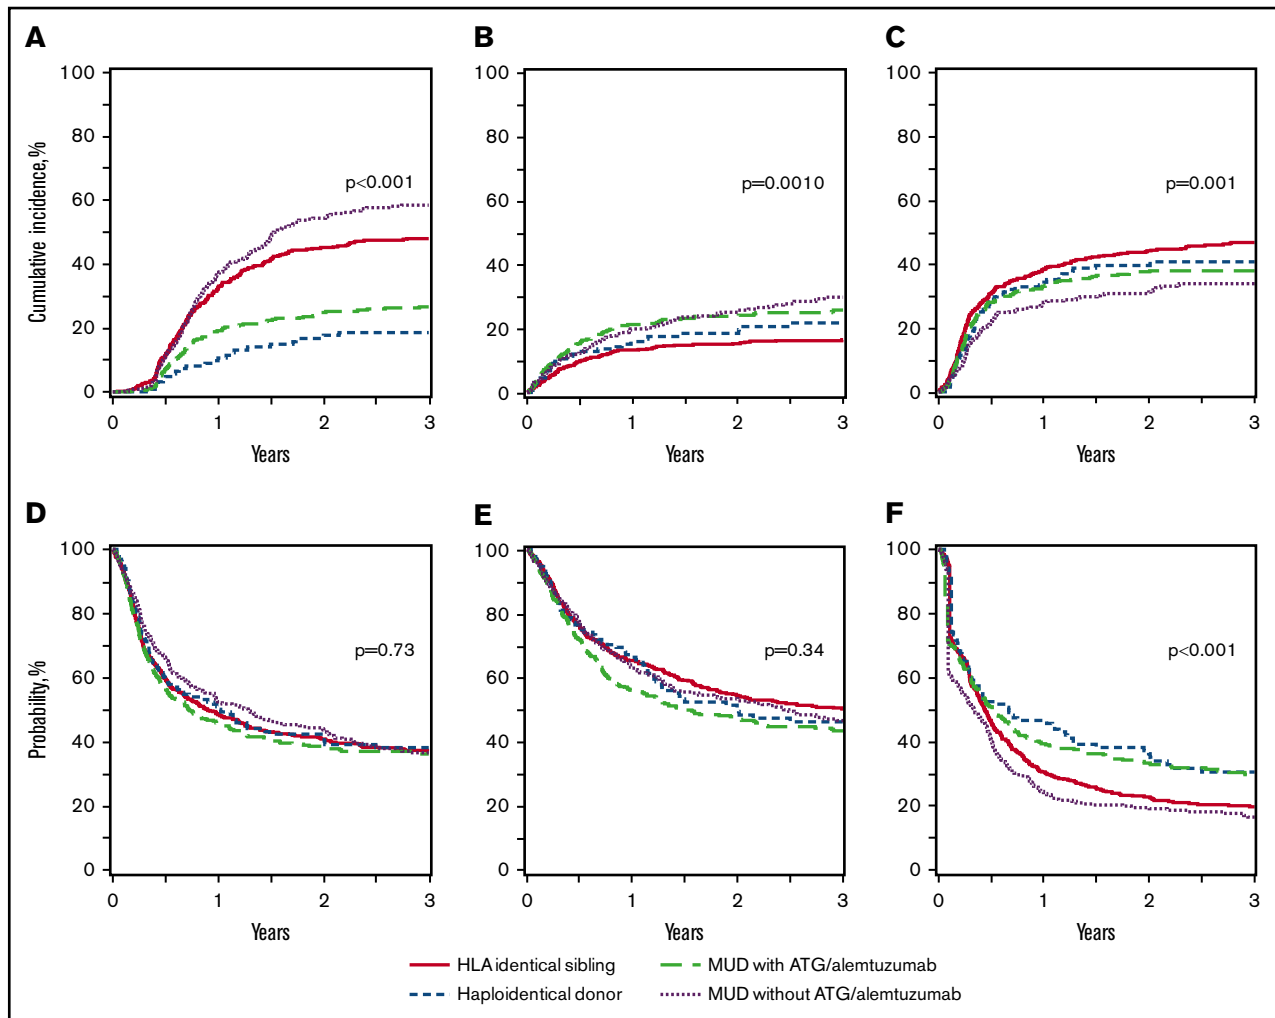 A
B
C
100
80
60
40
20
0
Cumulative incidence, %
p<0.001
0 1 2 3
Years
100
80
60
40
20
0
p=0.0010
0 1 2 3
Years
100
80
60
40
20
0
p=0.001
0 1 2 3
Years
D
E
F
100
80
60
40
20
0
Probability, %
p=0.73
0 1 2 3
Years
100
80
60
40
20
0
p=0.34
0 1 2 3
Years
100
80
60
40
20
0
p<0.001
0 1 2 3
Years
HLA identical sibling
MUD with ATG/alemtuzumab
Haploidentical donor
MUD without ATG/alemtuzumab